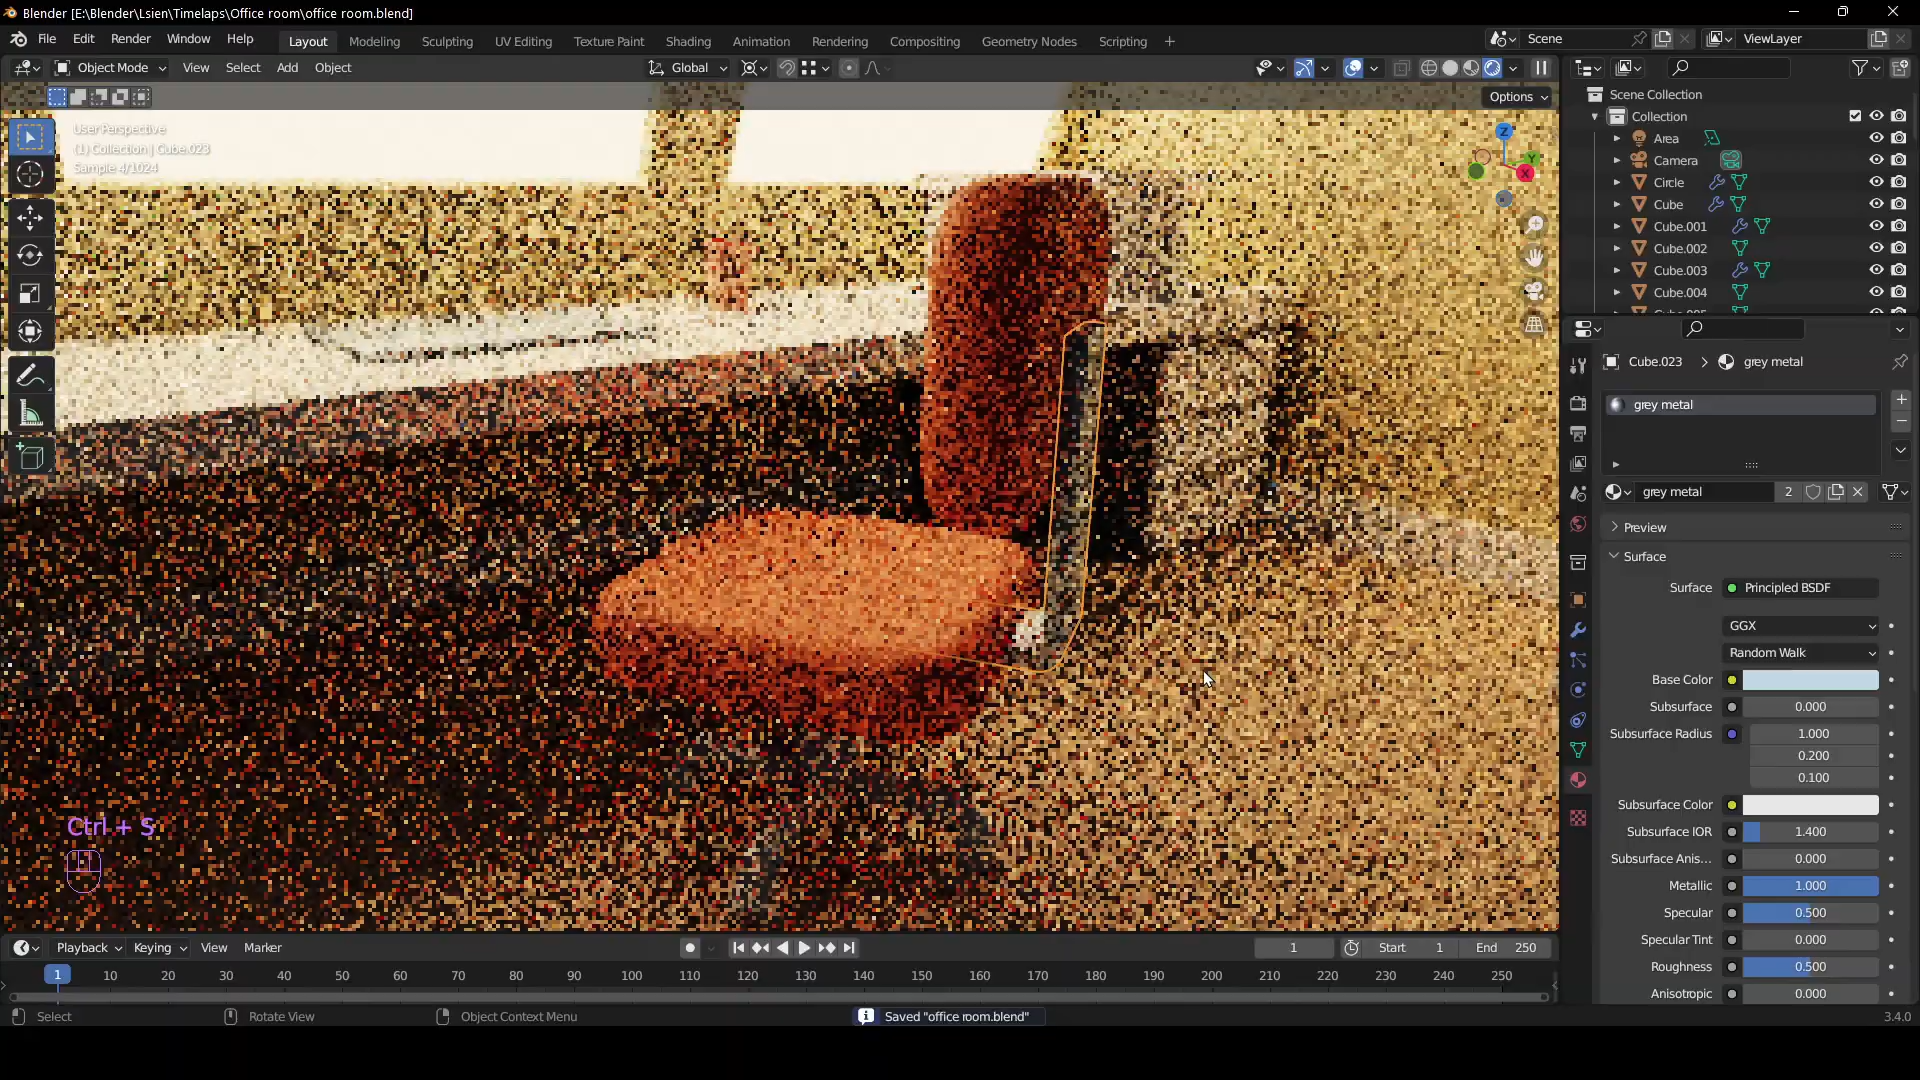 Blender [E:\Blender\Lsien\Timelaps\Office room\office room.blend]
File Edit Render Window Help
Layout Modeling Sculpting UV Editing Texture Paint Shading Animation Rendering Compositing Geometry Nodes Scripting +
Scene
ViewLayer
Object Mode View Select Add Object
Global
Options
User Perspective
(1) Collection | Cube.023
Sample 4/1024
Z
Y
X
Scene Collection
Collection
Area
Camera
Circle
Cube
Cube.001
Cube.002
Cube.003
Cube.004
Cube.023 > grey metal
grey metal
grey metal 2
Preview
Surface
Surface Principled BSDF
GGX
Random Walk
Base Color
Subsurface 0.000
Subsurface Radius 1.000
0.200
0.100
Subsurface Color
Subsurface IOR 1.400
Subsurface Anis... 0.000
Metallic 1.000
Specular 0.500
Specular Tint 0.000
Roughness 0.500
Anisotropic 0.000
Ctrl + S
Playback Keying View Marker
1 Start 1 End 250
1 10 20 30 40 50 60 70 80 90 100 110 120 130 140 150 160 170 180 190 200 210 220 230 240 250
Select Rotate View Object Context Menu Saved "office room.blend" 3.4.0